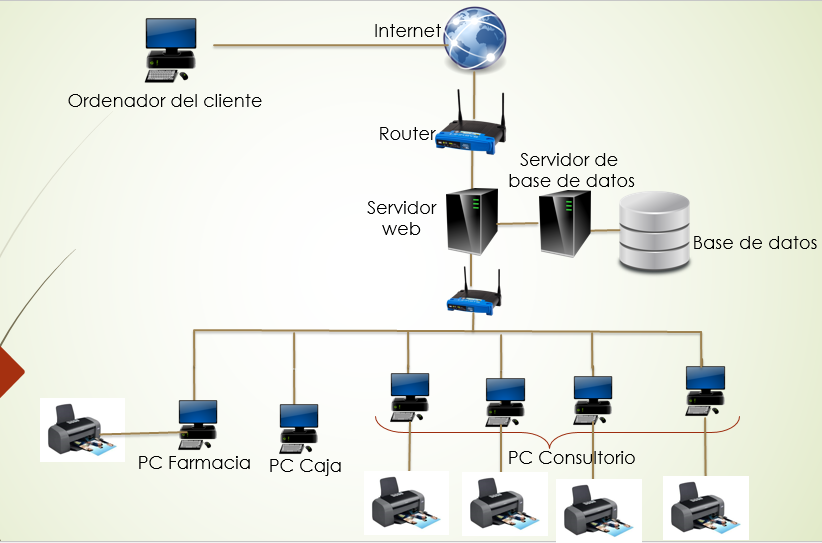 Internet
Ordenador del cliente
Router
Servidor de
base de datos
Servidor
web
Base de datos
PC Farmacia
PC Caja
PC Consultorio